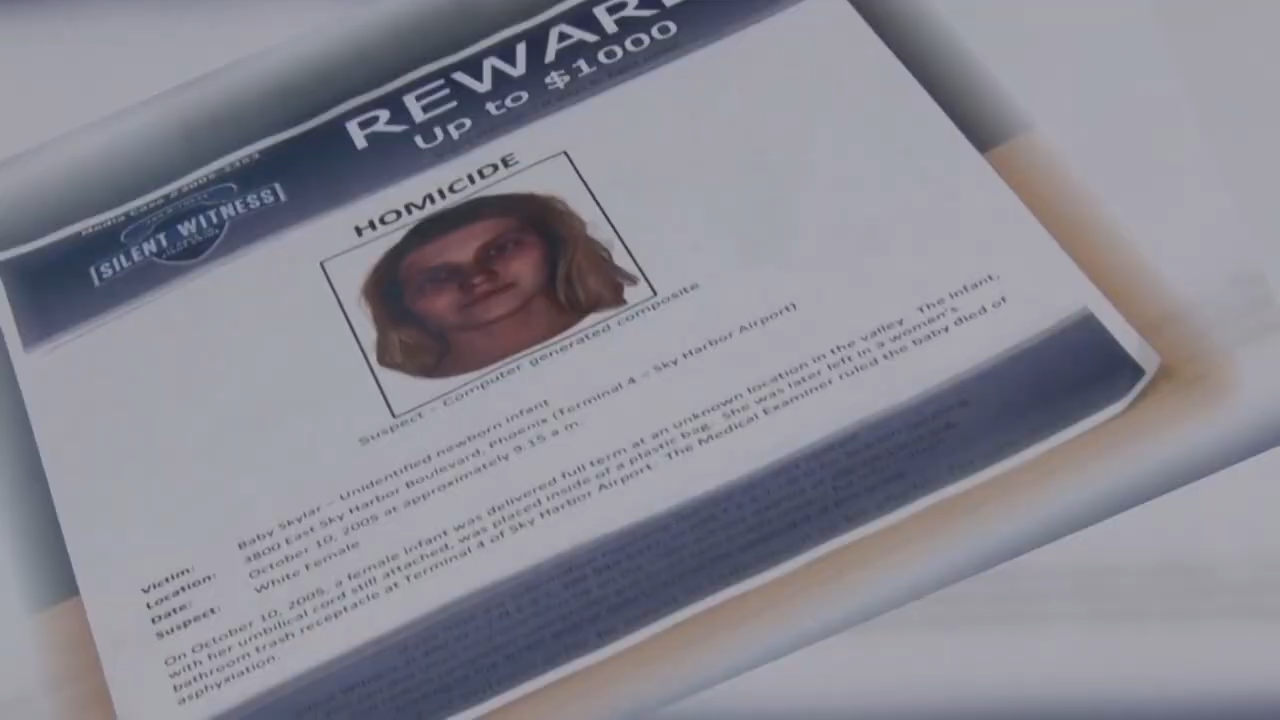 REWARD
Up to $1000
Media Case #2005-
[SILENT WITNESS]
HOMICIDE
Suspect – Computer generated composite
Victim: Baby Skylar – Unidentified newborn infant
Location: 3800 East Sky Harbor Boulevard, Phoenix (Terminal 4 – Sky Harbor Airport)
Date: October 10, 2005 at approximately 9:15 a.m.
Suspect: White Female
On October 10, 2005, a female infant was delivered full term at an unknown location in the valley. The infant,
with her umbilical cord still attached, was placed inside of a plastic bag. She was later left in a women's
bathroom trash receptacle at Terminal 4 of Sky Harbor Airport. The Medical Examiner ruled the baby died of
asphyxiation.